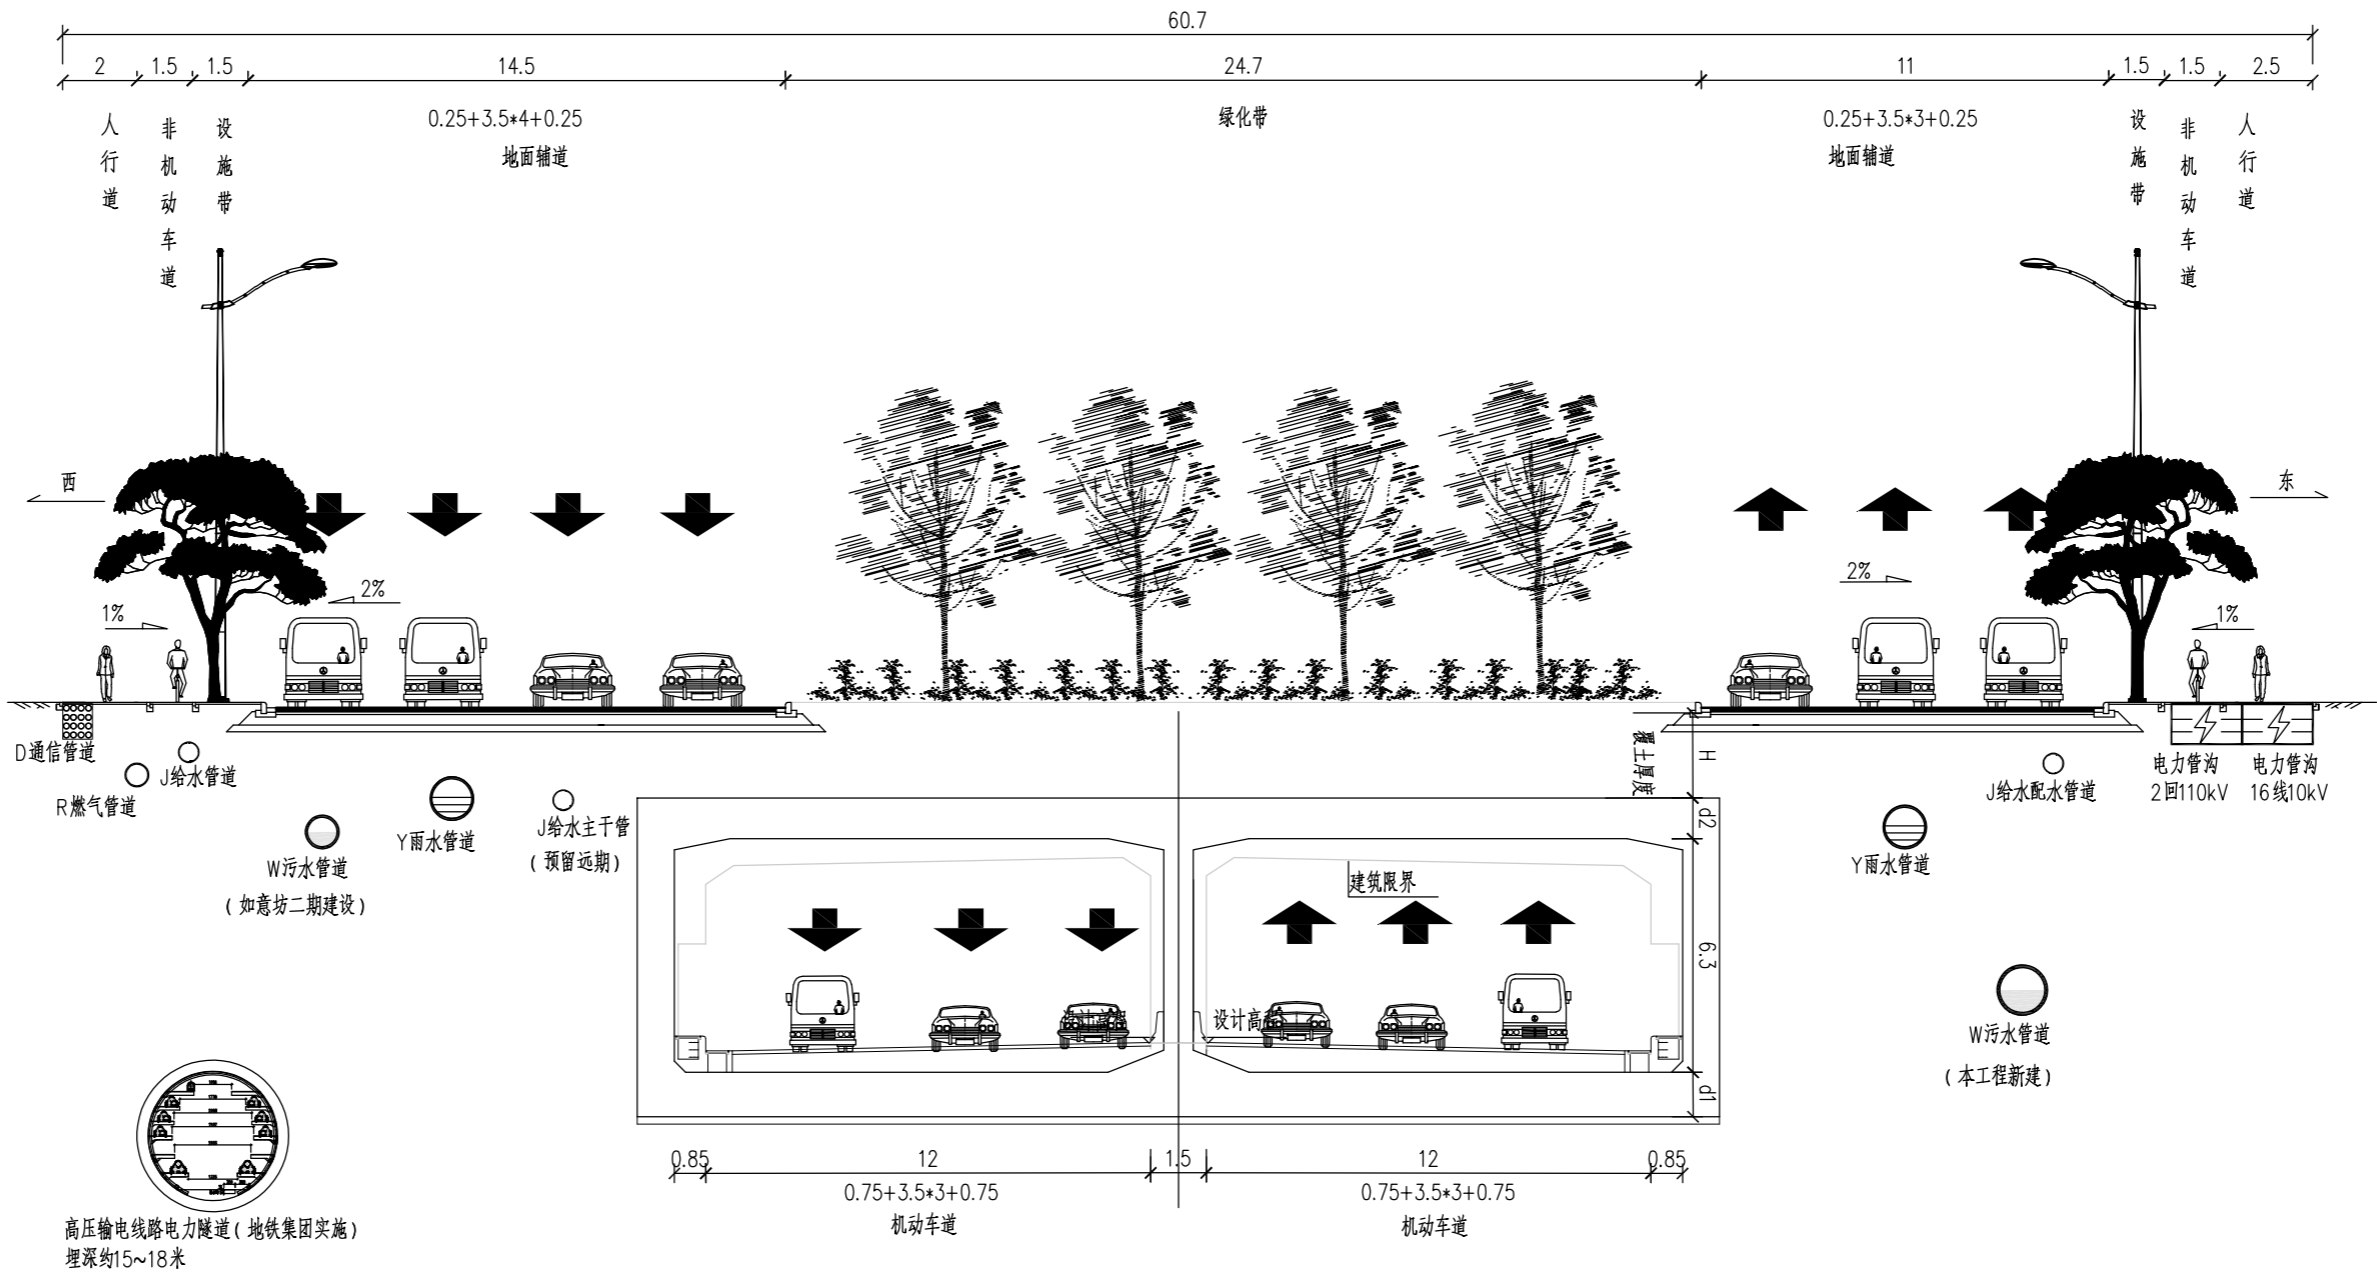 60.7
2 1.5 1.5 14.5 24.7 11 1.5 1.5 2.5
人行道
非机动车道
设施带
0.25+3.5*4+0.25
地面辅道
绿化带
0.25+3.5*3+0.25
地面辅道
设施带
非机动车道
人行道
西
东
1%
2%
2%
1%
D通信管道
J给水管道
R燃气管道
W污水管道
(如意坊二期建设)
Y雨水管道
J给水主干管
(预留远期)
覆土厚度
H
d2
6.3
d1
建筑限界
设计高程
设计高程
J给水配水管道
电力管沟
2回110kV
电力管沟
16线10kV
Y雨水管道
W污水管道
(本工程新建)
0.85 12 1.5 12 0.85
0.75+3.5*3+0.75
机动车道
0.75+3.5*3+0.75
机动车道
高压输电线路电力隧道(地铁集团实施)
埋深约15~18米